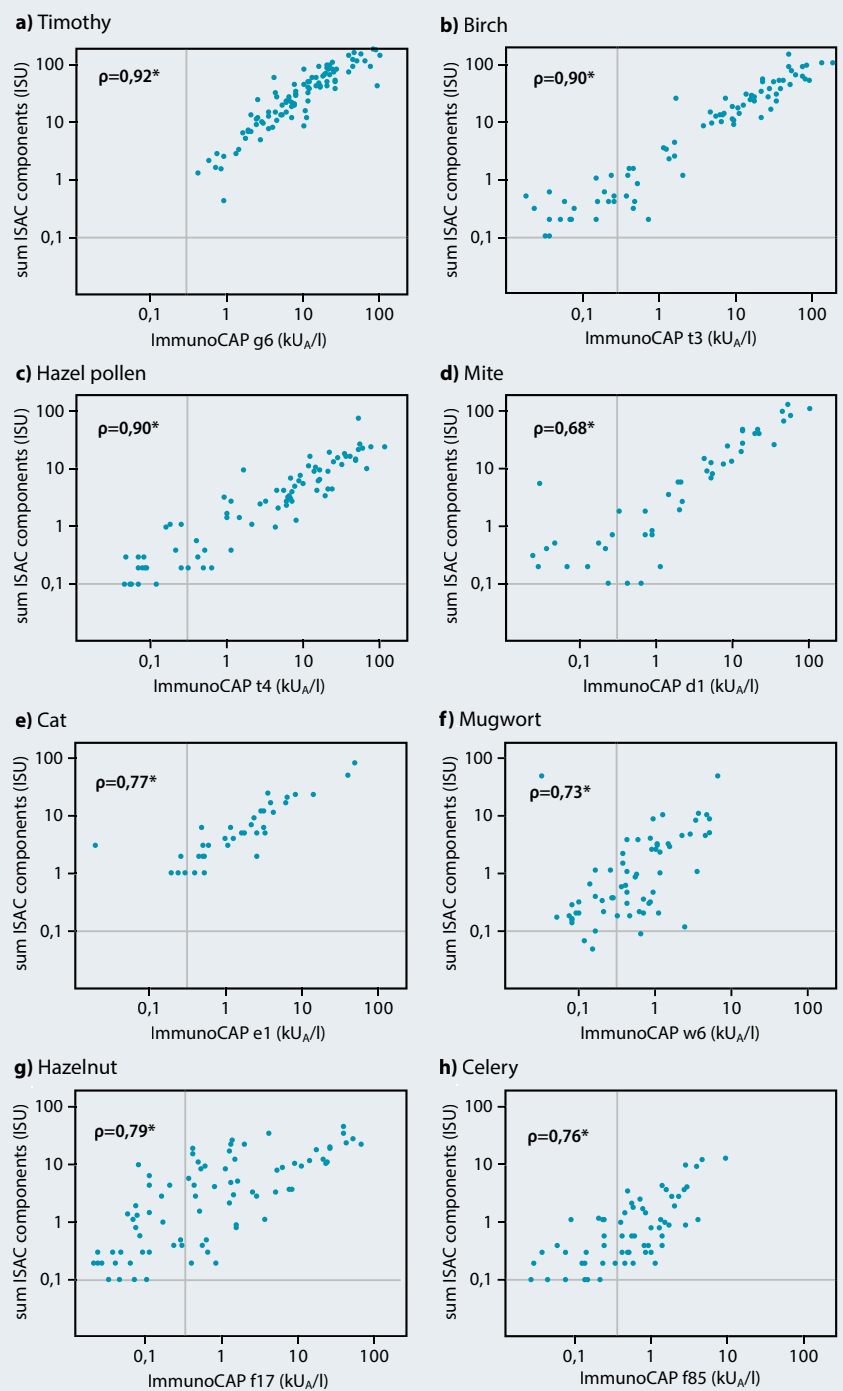 a) Timothy
sum ISAC components (ISU)
100
10
1
0,1
ρ=0,92*
0,1 1 10 100
ImmunoCAP g6 (kUA/l)
b) Birch
sum ISAC components (ISU)
100
10
1
0,1
ρ=0,90*
0,1 1 10 100
ImmunoCAP t3 (kUA/l)
c) Hazel pollen
sum ISAC components (ISU)
100
10
1
0,1
ρ=0,90*
0,1 1 10 100
ImmunoCAP t4 (kUA/l)
d) Mite
sum ISAC components (ISU)
100
10
1
0,1
ρ=0,68*
0,1 1 10 100
ImmunoCAP d1 (kUA/l)
e) Cat
sum ISAC components (ISU)
100
10
1
0,1
ρ=0,77*
0,1 1 10 100
ImmunoCAP e1 (kUA/l)
f) Mugwort
sum ISAC components (ISU)
100
10
1
0,1
ρ=0,73*
0,1 1 10 100
ImmunoCAP w6 (kUA/l)
g) Hazelnut
sum ISAC components (ISU)
100
10
1
0,1
ρ=0,79*
0,1 1 10 100
ImmunoCAP f17 (kUA/l)
h) Celery
sum ISAC components (ISU)
100
10
1
0,1
ρ=0,76*
0,1 1 10 100
ImmunoCAP f85 (kUA/l)